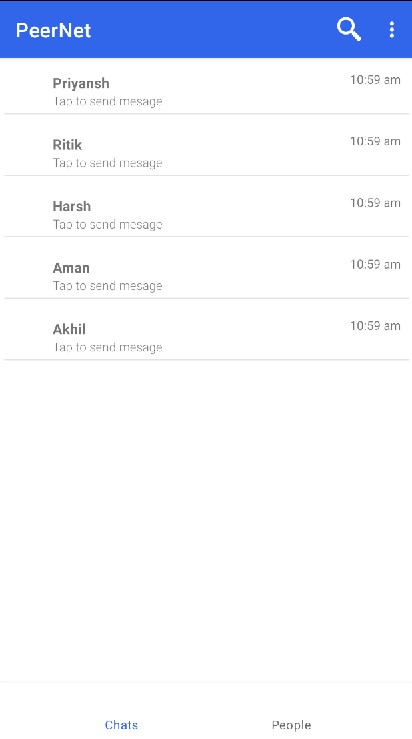 PeerNet
Priyansh
10:59 am
Tap to send mesage
Ritik
10:59 am
Tap to send mesage
Harsh
10:59 am
Tap to send mesage
Aman
10:59 am
Tap to send mesage
Akhil
10:59 am
Tap to send mesage
Chats
People